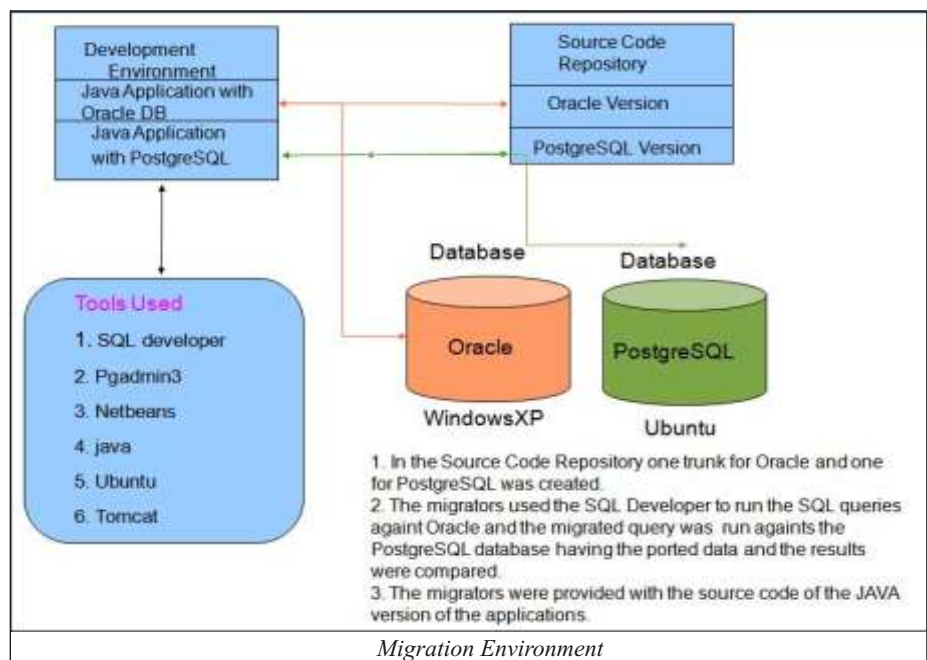 Development
Environment
Java Application with
Oracle DB
Java Application
with PostgreSQL
Source Code
Repository
Oracle Version
PostgreSQL Version
Tools Used
1. SQL developer
2. Pgadmin3
3. Netbeans
4. java
5. Ubuntu
6. Tomcat
Database
Oracle
WindowsXP
Database
PostgreSQL
Ubuntu
1. In the Source Code Repository one trunk for Oracle and one
for PostgreSQL was created.
2. The migrators used the SQL Developer to run the SQL queries
againt Oracle and the migrated query was run againts the
PostgreSQL database having the ported data and the results
were compared.
3. The migrators were provided with the source code of the JAVA
version of the applications.
Migration Environment